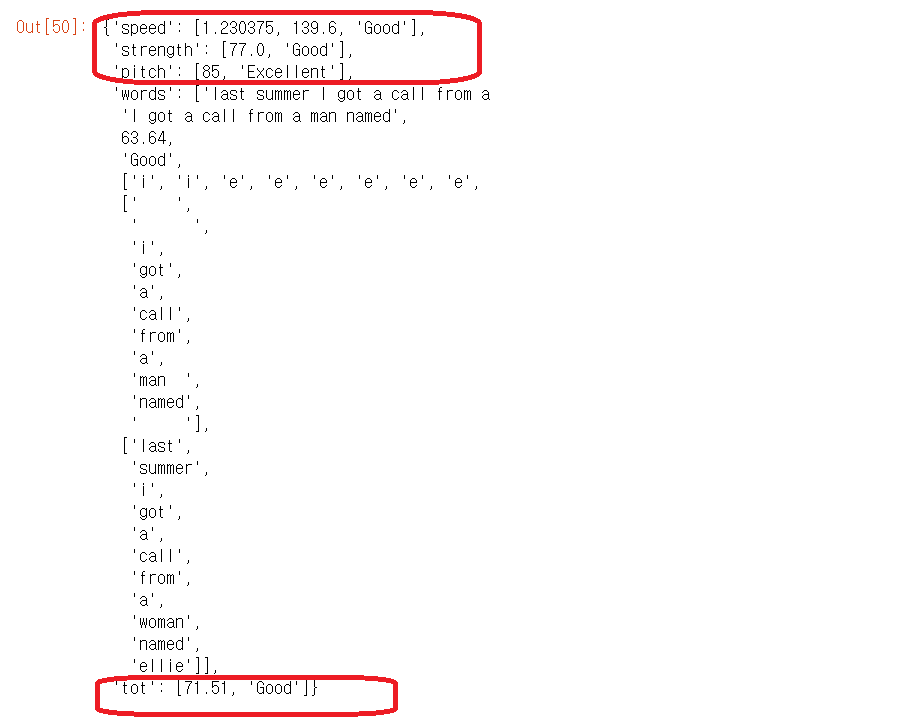 Out[50]: {'speed': [1.230375, 139.6, 'Good'],
'strength': [77.0, 'Good'],
'pitch': [85, 'Excellent'],
'words': ['last summer I got a call from a
'I got a call from a man named',
63.64,
'Good',
['i', 'i', 'e', 'e', 'e', 'e', 'e', 'e',
['     ',
'       ',
'i',
'got',
'a',
'call',
'from',
'a',
'man  ',
'named',
'     '],
['last',
'summer',
'i',
'got',
'a',
'call',
'from',
'a',
'woman',
'named',
'ellie']],
'tot': [71.51, 'Good']}